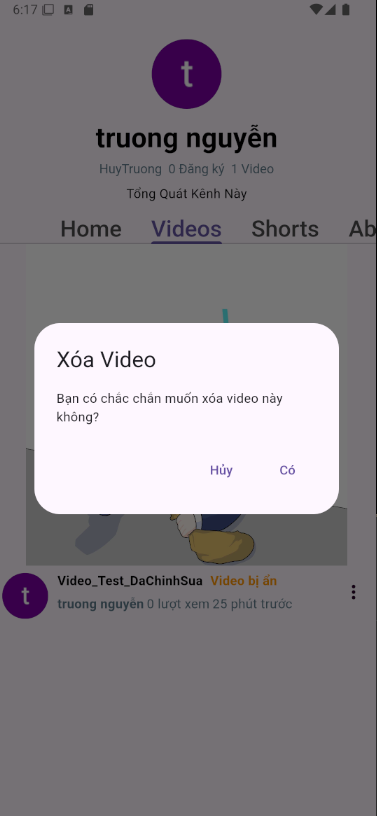 6:17
t
truong nguyễn
HuyTruong 0 Đăng ký 1 Video
Tổng Quát Kênh Này
Home Videos Shorts Ab
Xóa Video
Bạn có chắc chắn muốn xóa video này
không?
Hủy Có
t
Video_Test_DaChinhSua Video bị ẩn
truong nguyễn 0 lượt xem 25 phút trước